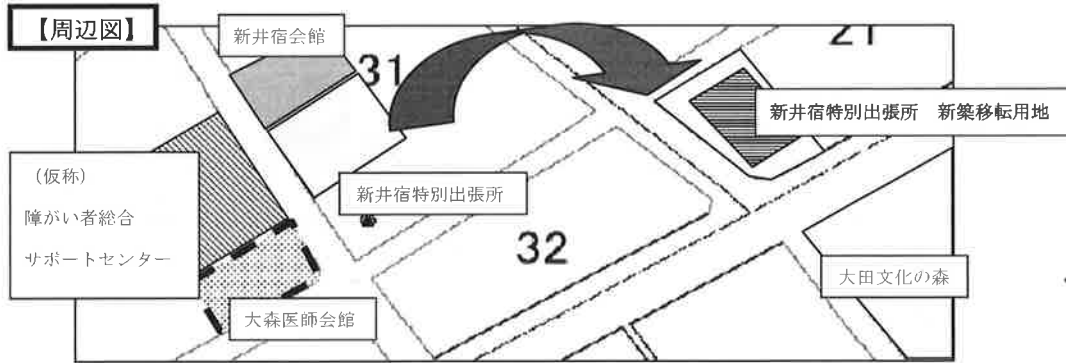 【周辺図】
新井宿会館
31
21
新井宿特別出張所　新築移転用地
（仮称）
障がい者総合
サポートセンター
新井宿特別出張所
32
大田文化の森
大森医師会館